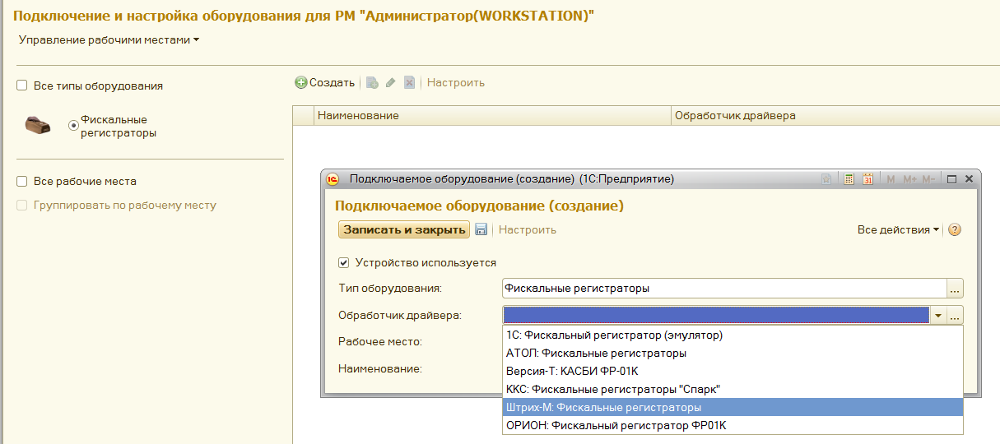 Подключение и настройка оборудования для РМ "Администратор(WORKSTATION)"
Управление рабочими местами
Все типы оборудования
Фискальные
регистраторы
Все рабочие места
Группировать по рабочему месту
Создать Настроить
Наименование Обработчик драйвера
1С Подключаемое оборудование (создание) (1С:Предприятие) 31 M M+ M-
Подключаемое оборудование (создание)
Записать и закрыть Настроить Все действия ?
Устройство используется
Тип оборудования: Фискальные регистраторы ...
Обработчик драйвера: ...
Рабочее место:
Наименование:
1С: Фискальный регистратор (эмулятор)
АТОЛ: Фискальные регистраторы
Версия-Т: КАСБИ ФР-01К
ККС: Фискальные регистраторы "Спарк"
Штрих-М: Фискальные регистраторы
ОРИОН: Фискальный регистратор ФР01К